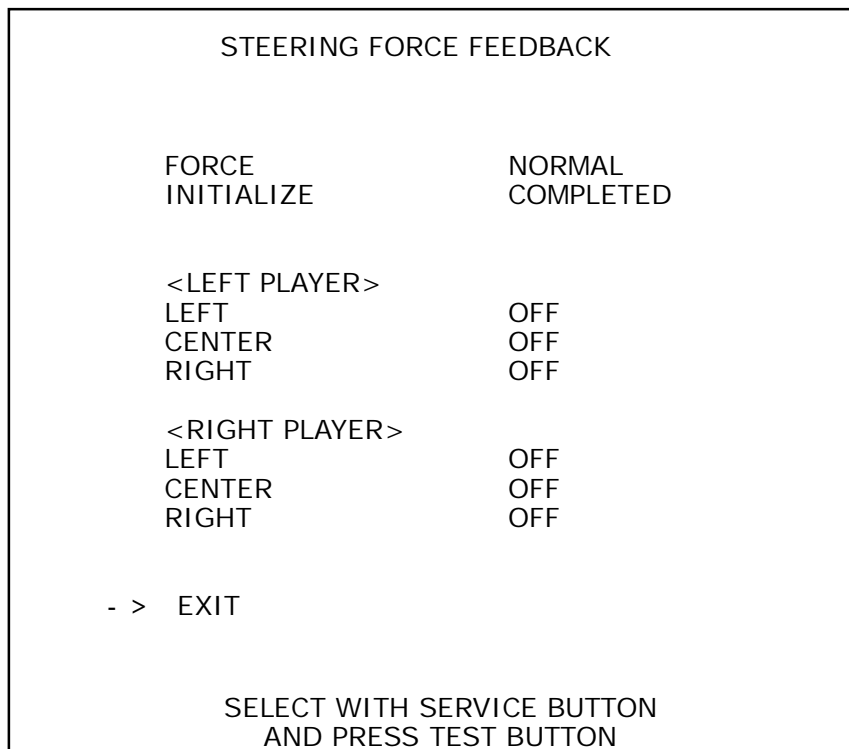 STEERING FORCE FEEDBACK
FORCE NORMAL
INITIALIZE COMPLETED
<LEFT PLAYER>
LEFT OFF
CENTER OFF
RIGHT OFF
<RIGHT PLAYER>
LEFT OFF
CENTER OFF
RIGHT OFF
- > EXIT
SELECT WITH SERVICE BUTTON
AND PRESS TEST BUTTON